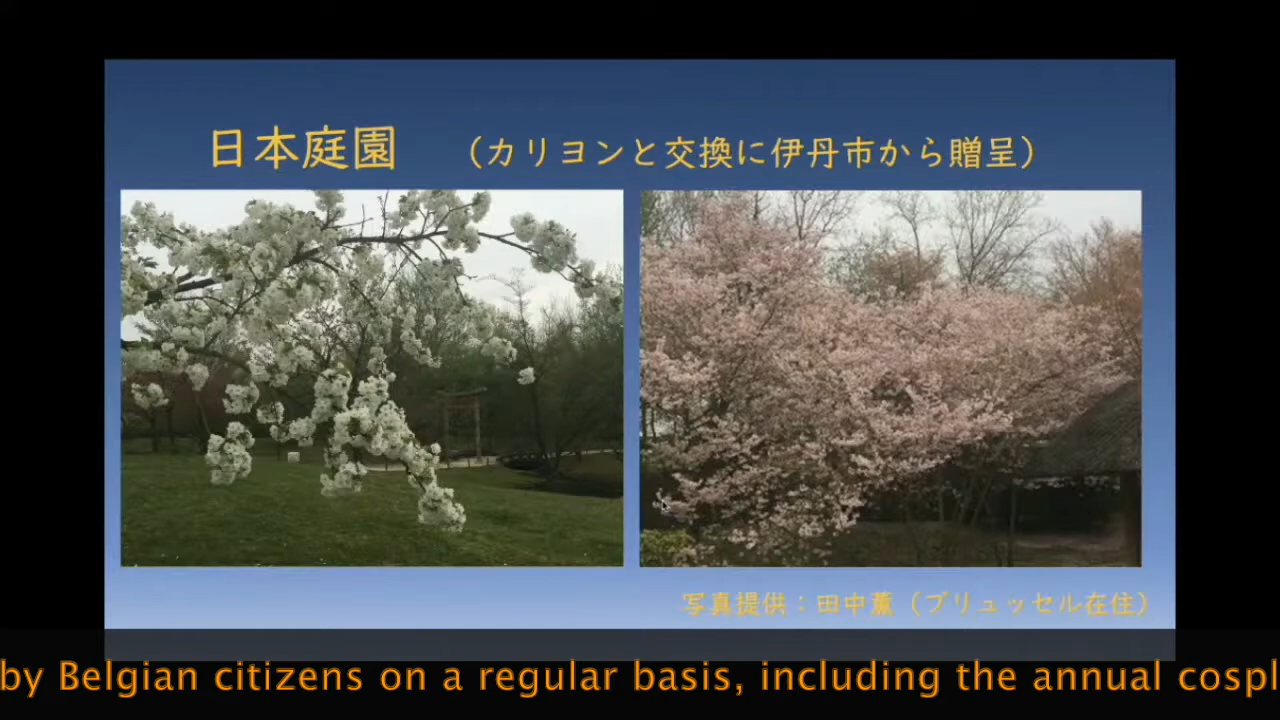 日本庭園 （カリヨンと交換に伊丹市から贈呈）
写真提供：田中薫（ブリュッセル在住）
by Belgian citizens on a regular basis, including the annual cospl